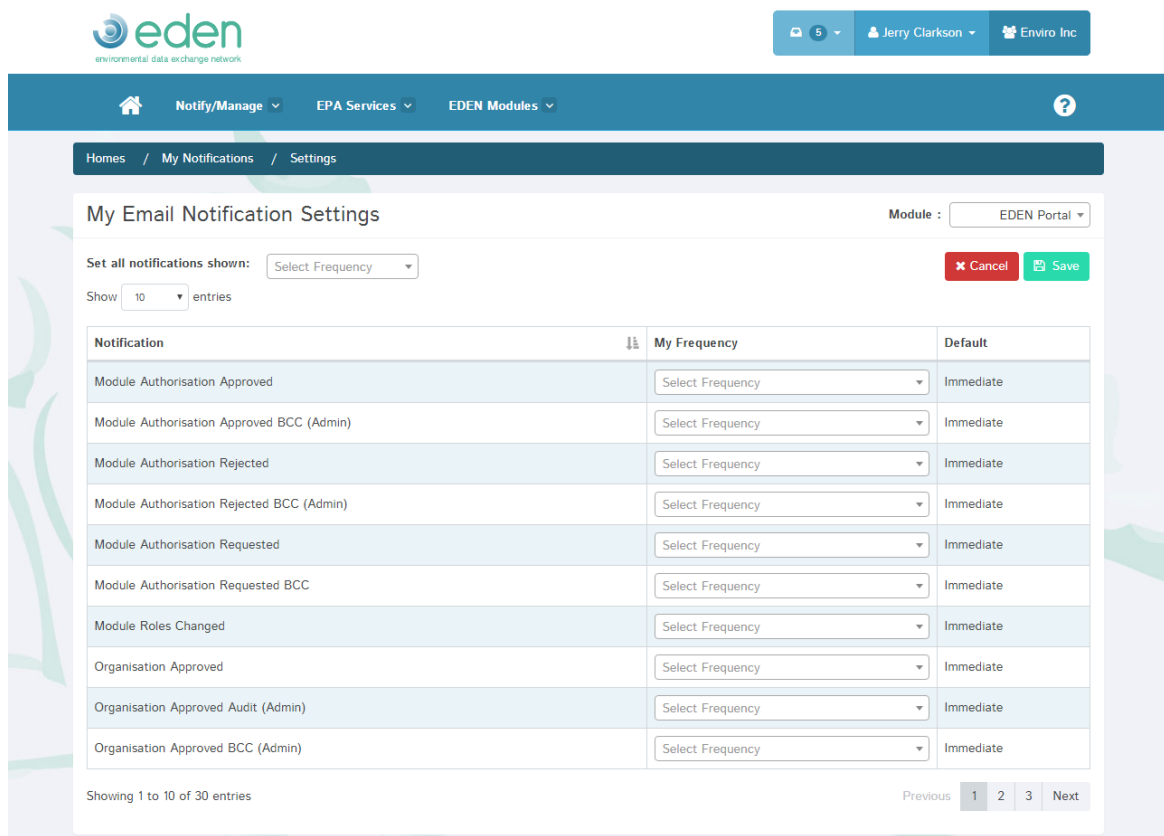 eden
environmental data exchange network
5
Jerry Clarkson
Enviro Inc
Notify/Manage
EPA Services
EDEN Modules
?
Homes / My Notifications / Settings
My Email Notification Settings
Module :
EDEN Portal
Set all notifications shown:
Select Frequency
Cancel
Save
Show 10 entries
Notification My Frequency Default
Module Authorisation Approved Select Frequency Immediate
Module Authorisation Approved BCC (Admin) Select Frequency Immediate
Module Authorisation Rejected Select Frequency Immediate
Module Authorisation Rejected BCC (Admin) Select Frequency Immediate
Module Authorisation Requested Select Frequency Immediate
Module Authorisation Requested BCC Select Frequency Immediate
Module Roles Changed Select Frequency Immediate
Organisation Approved Select Frequency Immediate
Organisation Approved Audit (Admin) Select Frequency Immediate
Organisation Approved BCC (Admin) Select Frequency Immediate
Showing 1 to 10 of 30 entries
Previous 1 2 3 Next